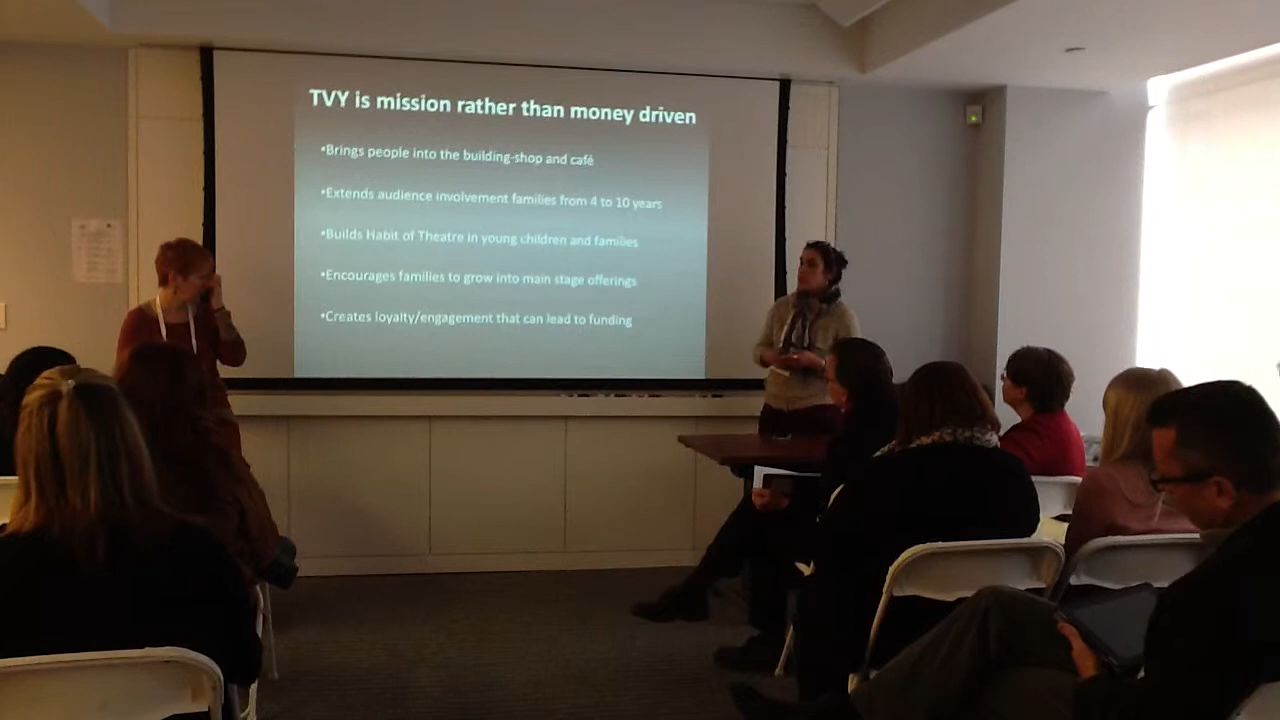 TVY is mission rather than money driven
•Brings people into the building-shop and café
•Extends audience involvement families from 4 to 10 years
•Builds Habit of Theatre in young children and families
•Encourages families to grow into main stage offerings
•Creates loyalty/engagement that can lead to funding